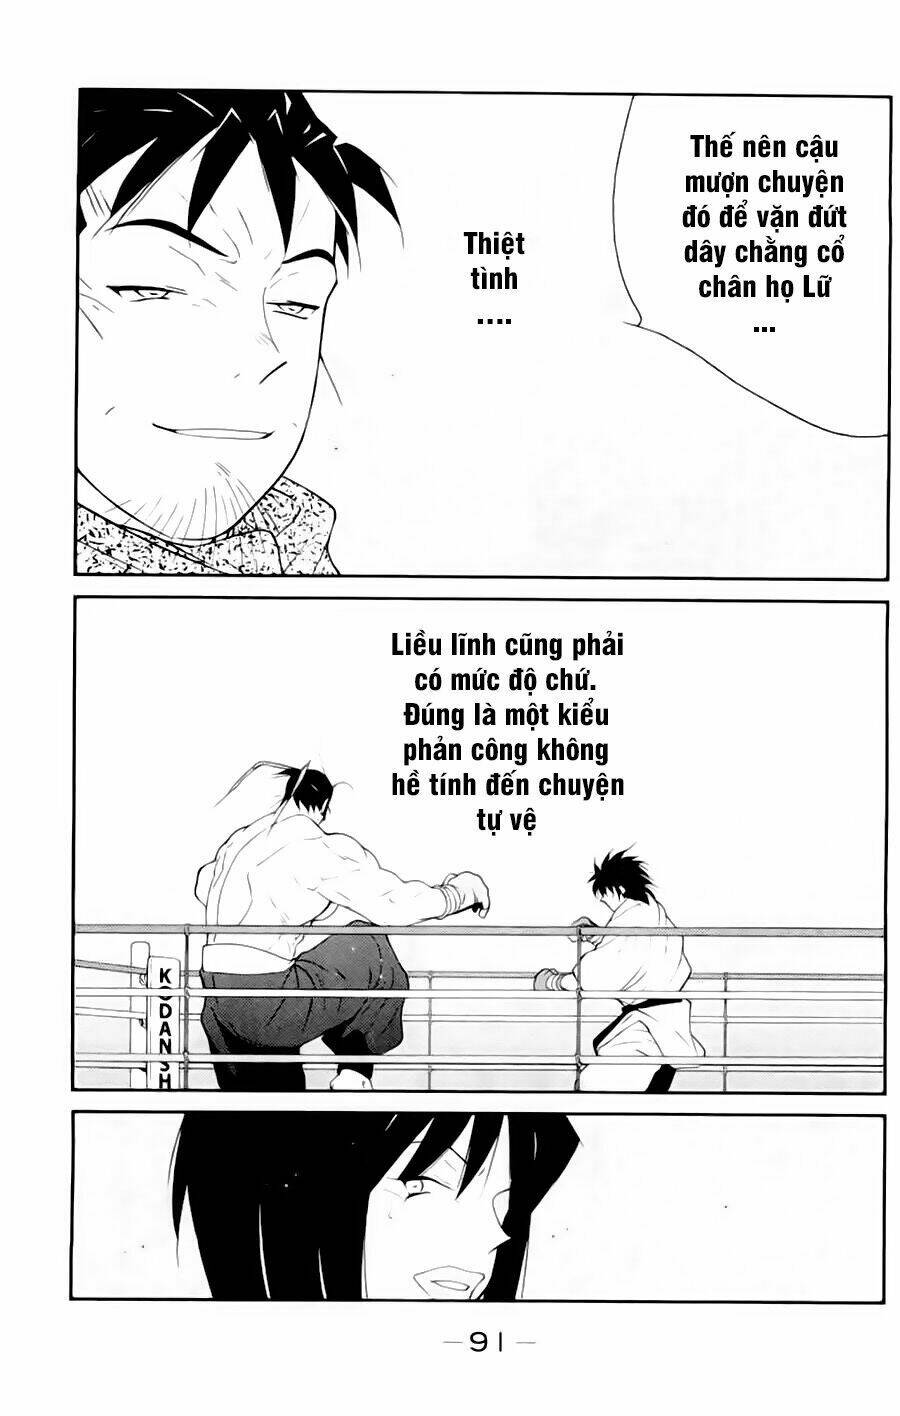 Thế nên cậu
mượn chuyện
đó để vặn đứt
dây chằng cổ
chân họ Lữ
...
Thiệt
tình
....
Liều lĩnh cũng phải
có mức độ chứ.
Đúng là một kiểu
phản công không
hề tính đến chuyện
tự vệ
KODANSH
—91—